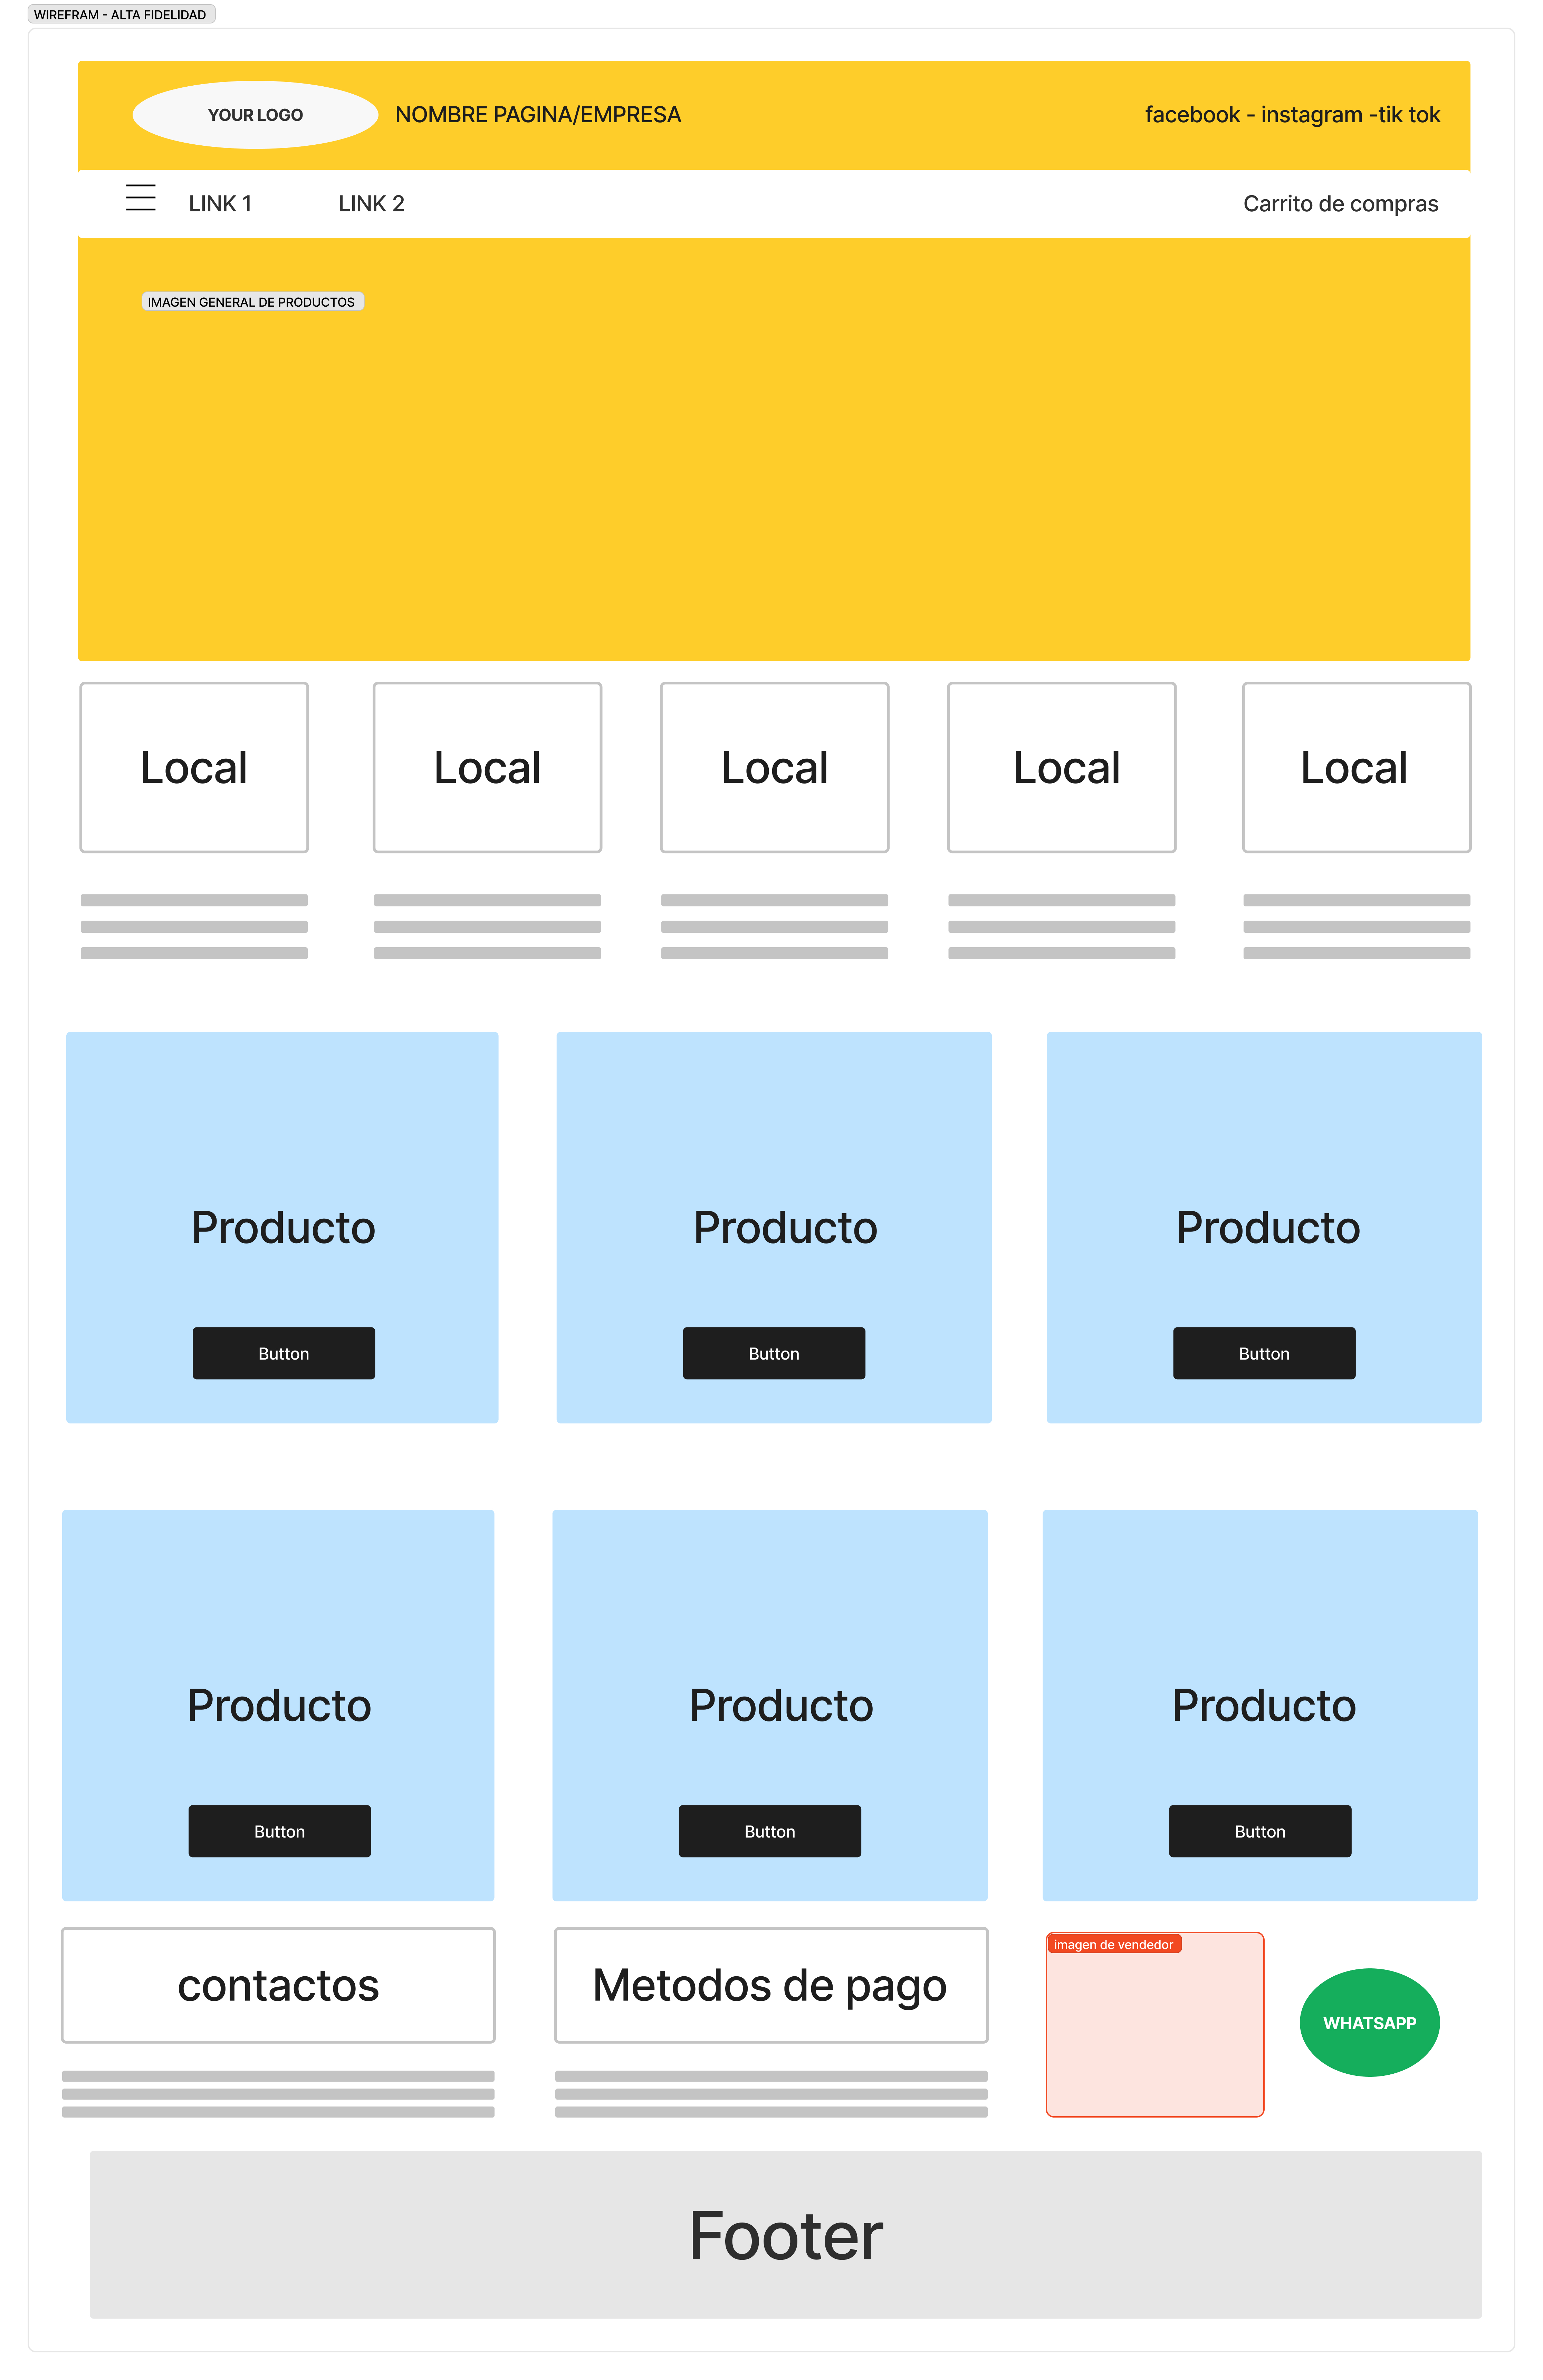 WIREFRAM - ALTA FIDELIDAD
YOUR LOGO
NOMBRE PAGINA/EMPRESA
facebook - instagram -tik tok
LINK 1
LINK 2
Carrito de compras
IMAGEN GENERAL DE PRODUCTOS
Local
Local
Local
Local
Local
Producto
Producto
Producto
Button
Button
Button
Producto
Producto
Producto
Button
Button
Button
contactos
Metodos de pago
imagen de vendedor
WHATSAPP
Footer